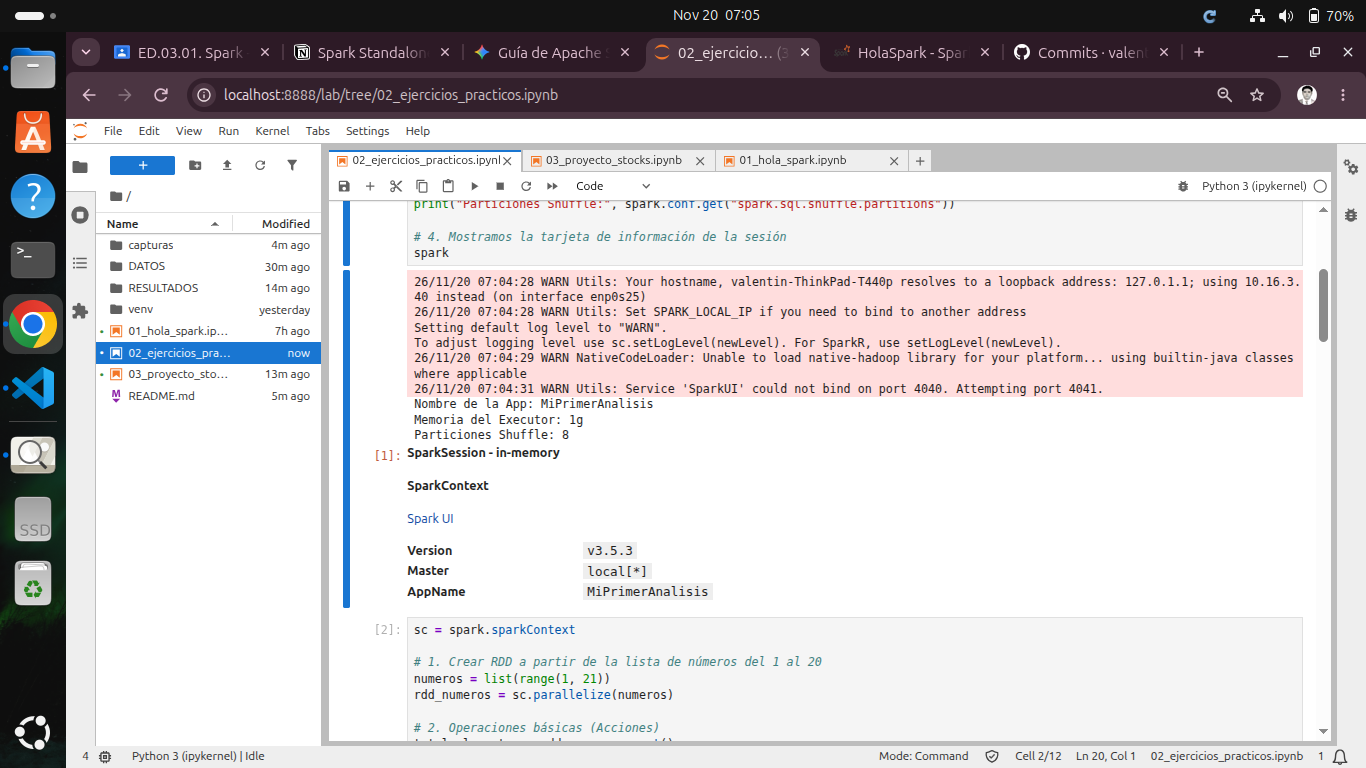 Nov 20 07:05
70%
ED.03.01. Spark
Spark Standalon
Guía de Apache
02_ejercicio… (3
HolaSpark - Spar
Commits · valen
localhost:8888/lab/tree/02_ejercicios_practicos.ipynb
File Edit View Run Kernel Tabs Settings Help
/
Name Modified
capturas 4m ago
DATOS 30m ago
RESULTADOS 14m ago
venv yesterday
01_hola_spark.ip… 7h ago
02_ejercicios_pra… now
03_proyecto_sto… 13m ago
README.md 5m ago
SSD
02_ejercicios_practicos.ipynl
03_proyecto_stocks.ipynb
01_hola_spark.ipynb
Code
Python 3 (ipykernel)
print("Particiones Shuffle:", spark.conf.get("spark.sql.shuffle.partitions"))
# 4. Mostramos la tarjeta de información de la sesión
spark
26/11/20 07:04:28 WARN Utils: Your hostname, valentin-ThinkPad-T440p resolves to a loopback address: 127.0.1.1; using 10.16.3.
40 instead (on interface enp0s25)
26/11/20 07:04:28 WARN Utils: Set SPARK_LOCAL_IP if you need to bind to another address
Setting default log level to "WARN".
To adjust logging level use sc.setLogLevel(newLevel). For SparkR, use setLogLevel(newLevel).
26/11/20 07:04:29 WARN NativeCodeLoader: Unable to load native-hadoop library for your platform... using builtin-java classes
where applicable
26/11/20 07:04:31 WARN Utils: Service 'SparkUI' could not bind on port 4040. Attempting port 4041.
Nombre de la App: MiPrimerAnalisis
Memoria del Executor: 1g
Particiones Shuffle: 8
[1]: SparkSession - in-memory
SparkContext
Spark UI
Version v3.5.3
Master local[*]
AppName MiPrimerAnalisis
[2]: sc = spark.sparkContext
# 1. Crear RDD a partir de la lista de números del 1 al 20
numeros = list(range(1, 21))
rdd_numeros = sc.parallelize(numeros)
# 2. Operaciones básicas (Acciones)
4 Python 3 (ipykernel) | Idle
Mode: Command Cell 2/12 Ln 20, Col 1 02_ejercicios_practicos.ipynb 1